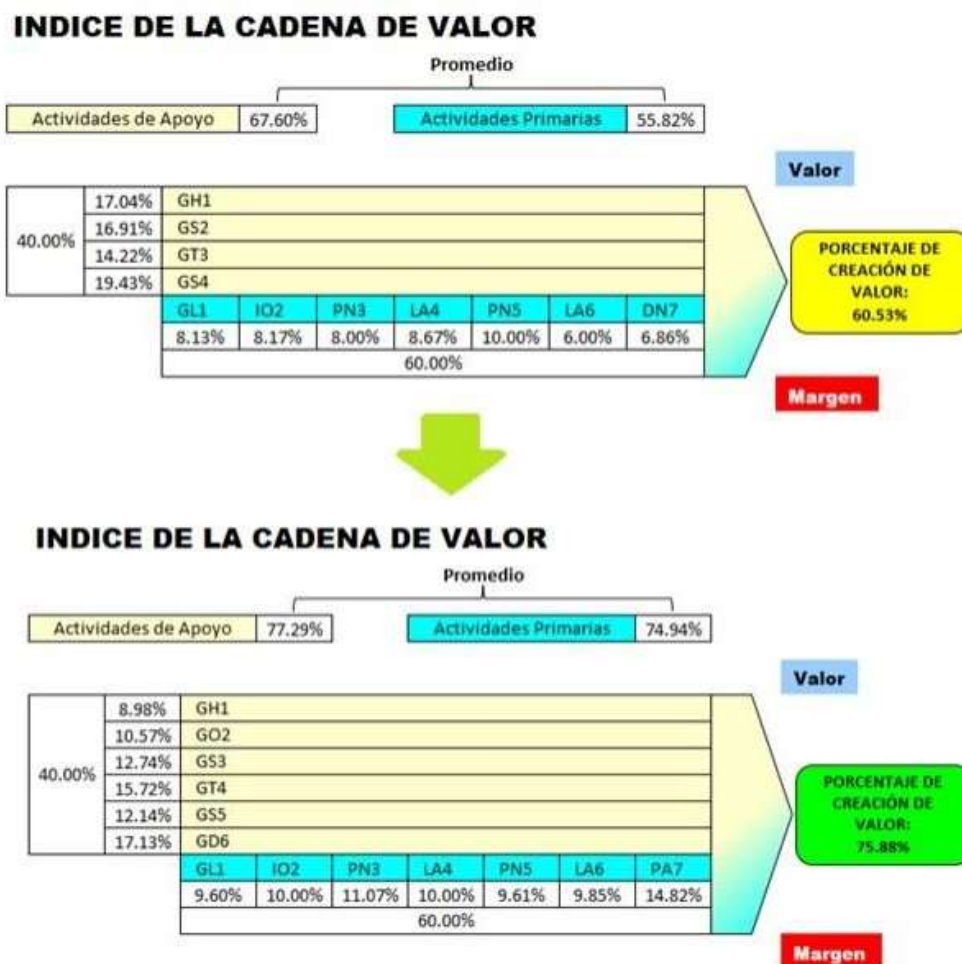 INDICE DE LA CADENA DE VALOR
Promedio
Actividades de Apoyo 67.60% Actividades Primarias 55.82%
Valor
17.04% GH1
16.91% GS2
40.00%
14.22% GT3
19.43% GS4
PORCENTAJE DE
CREACIÓN DE
VALOR:
60.53%
GL1 IO2 PN3 LA4 PN5 LA6 DN7
8.13% 8.17% 8.00% 8.67% 10.00% 6.00% 6.86%
60.00%
Margen
INDICE DE LA CADENA DE VALOR
Promedio
Actividades de Apoyo 77.29% Actividades Primarias 74.94%
Valor
8.98% GH1
10.57% GO2
12.74% GS3
40.00%
15.72% GT4
12.14% GS5
17.13% GD6
PORCENTAJE DE
CREACIÓN DE
VALOR:
75.88%
GL1 IO2 PN3 LA4 PN5 LA6 PA7
9.60% 10.00% 11.07% 10.00% 9.61% 9.85% 14.82%
60.00%
Margen